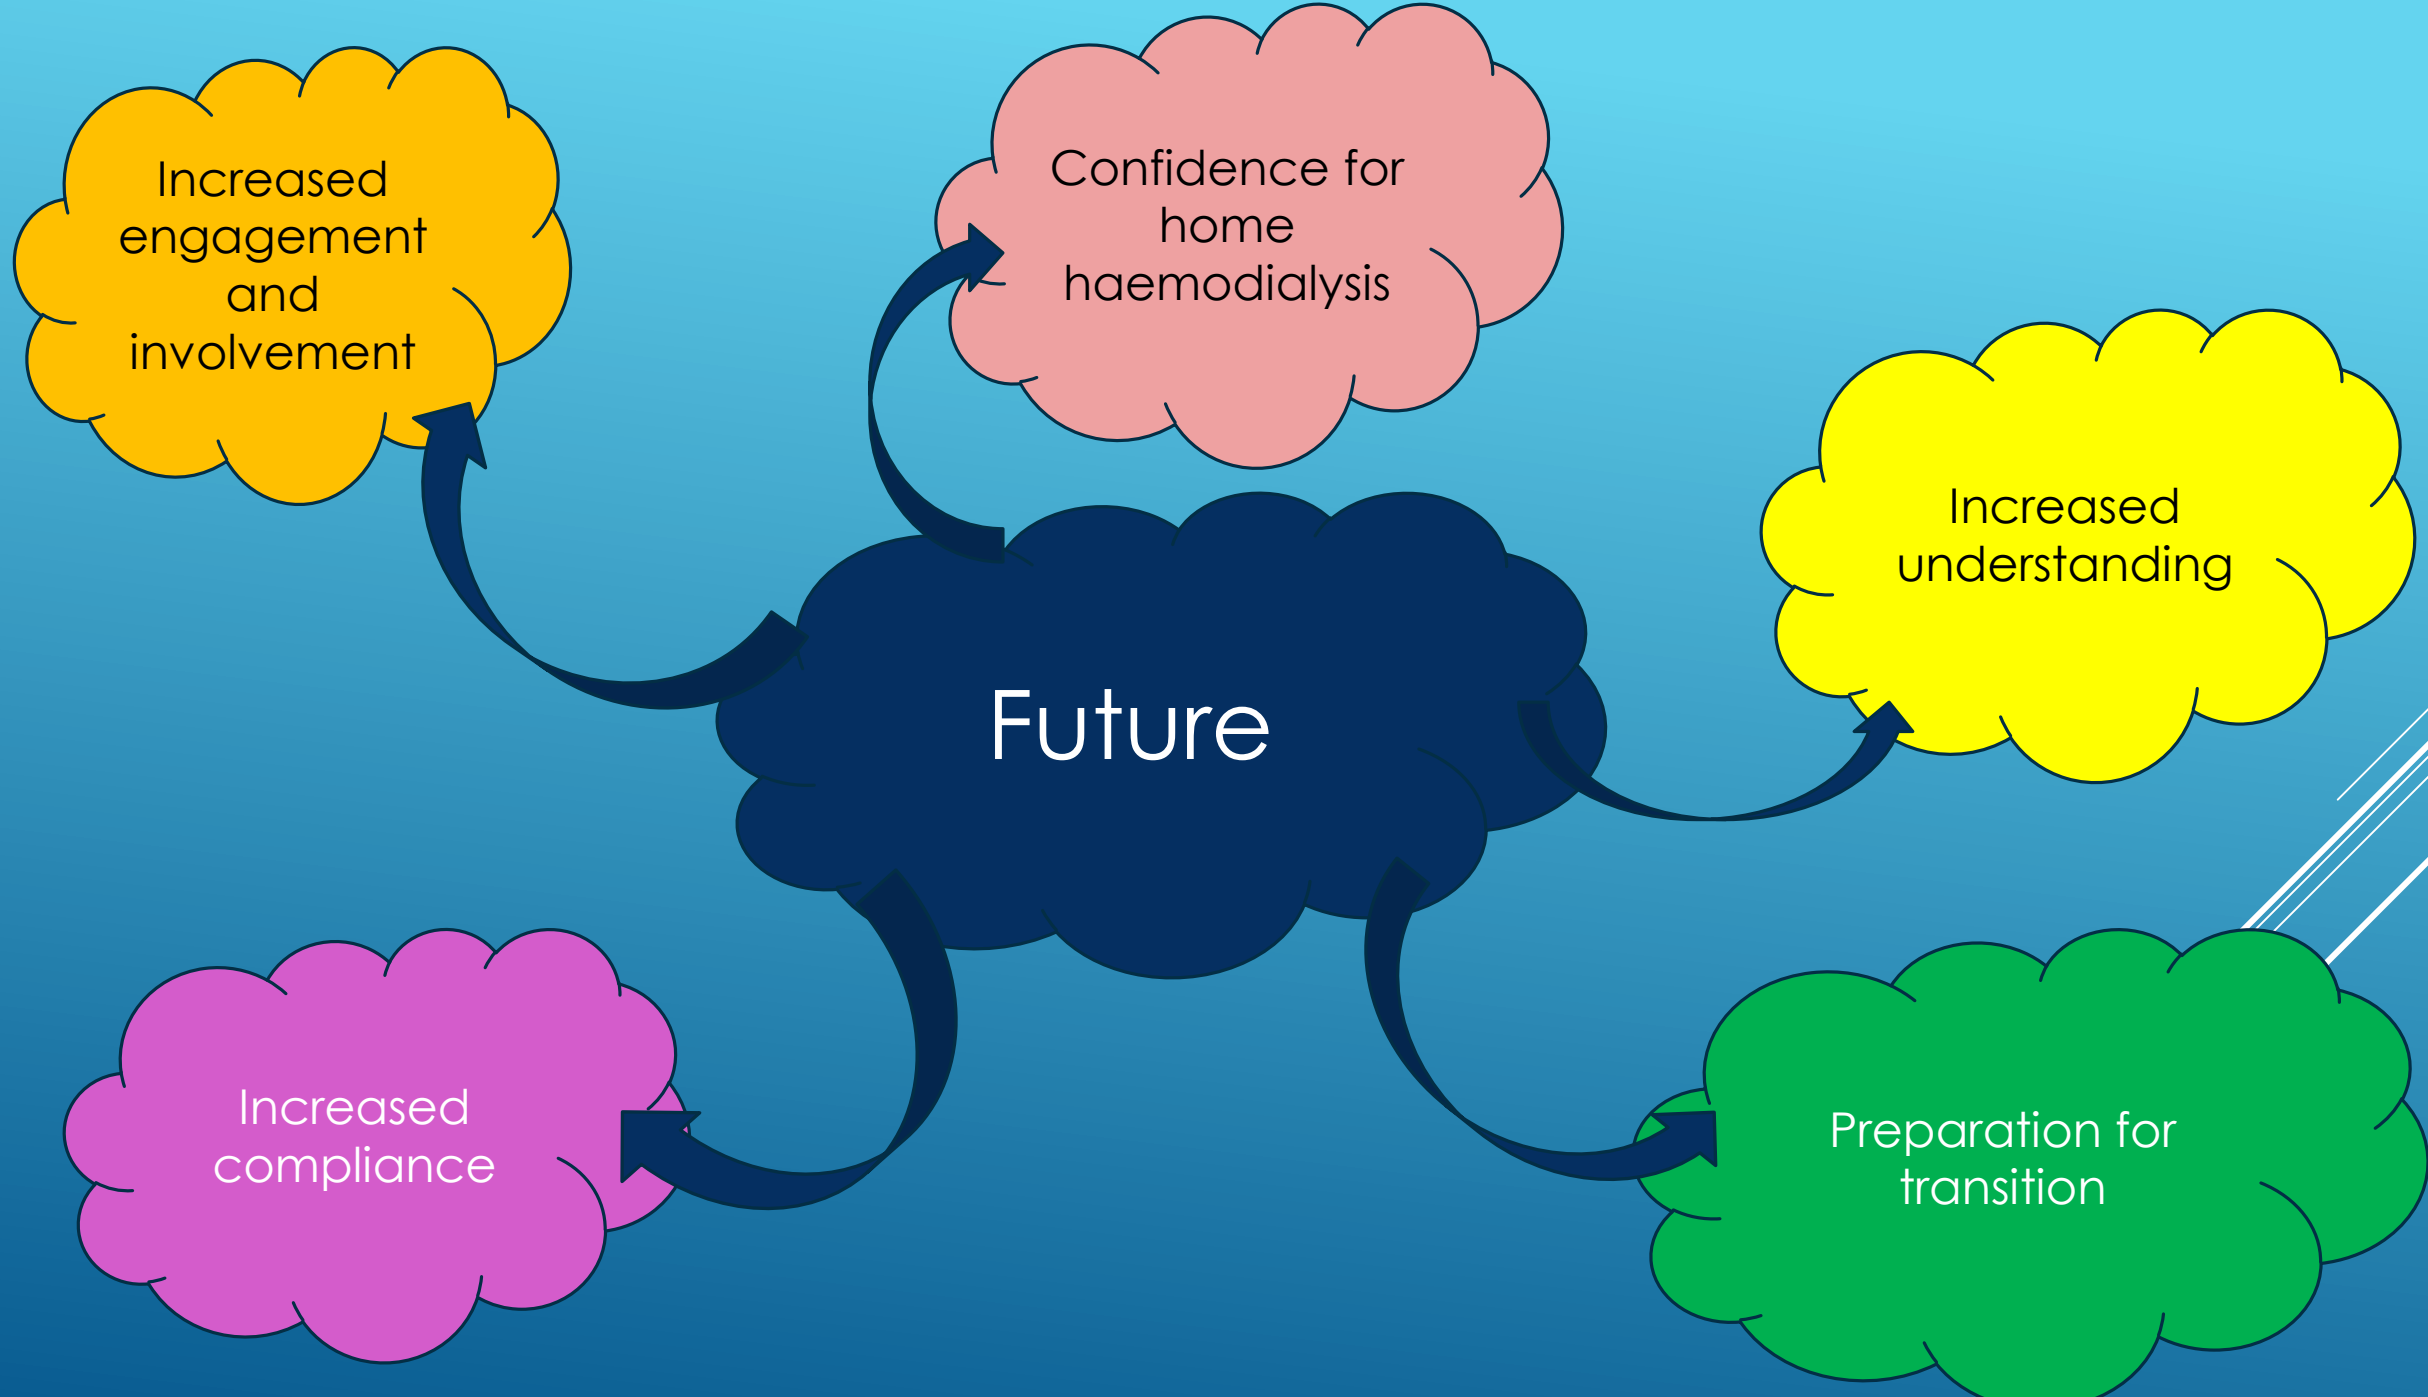 Increased
engagement
and
involvement
Confidence for
home
haemodialysis
Increased
understanding
Future
Increased
compliance
Preparation for
transition